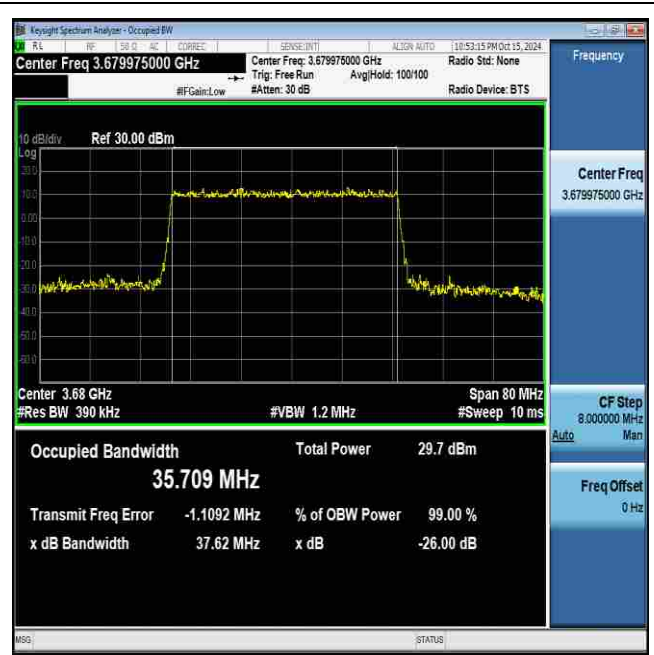 Keysight Spectrum Analyzer - Occupied BW
RL RF 50 Ω AC CORREC SENSE:INT ALIGN AUTO 10:53:15 PM Oct 15, 2024
Center Freq 3.679975000 GHz
Center Freq: 3.679975000 GHz
Radio Std: None
Trig: Free Run Avg|Hold: 100/100
#IFGain:Low
#Atten: 30 dB
Radio Device: BTS
Frequency
10 dB/div Ref 30.00 dBm
Log
20.0
10.0
0.00
-10.0
-20.0
-30.0
-40.0
-50.0
-60.0
Center Freq
3.679975000 GHz
Center 3.68 GHz
Span 80 MHz
#Res BW 390 kHz
#VBW 1.2 MHz
#Sweep 10 ms
CF Step
8.000000 MHz
Auto Man
Occupied Bandwidth
Total Power 29.7 dBm
35.709 MHz
Transmit Freq Error -1.1092 MHz
% of OBW Power 99.00 %
x dB Bandwidth 37.62 MHz
x dB -26.00 dB
Freq Offset
0 Hz
MSG
STATUS